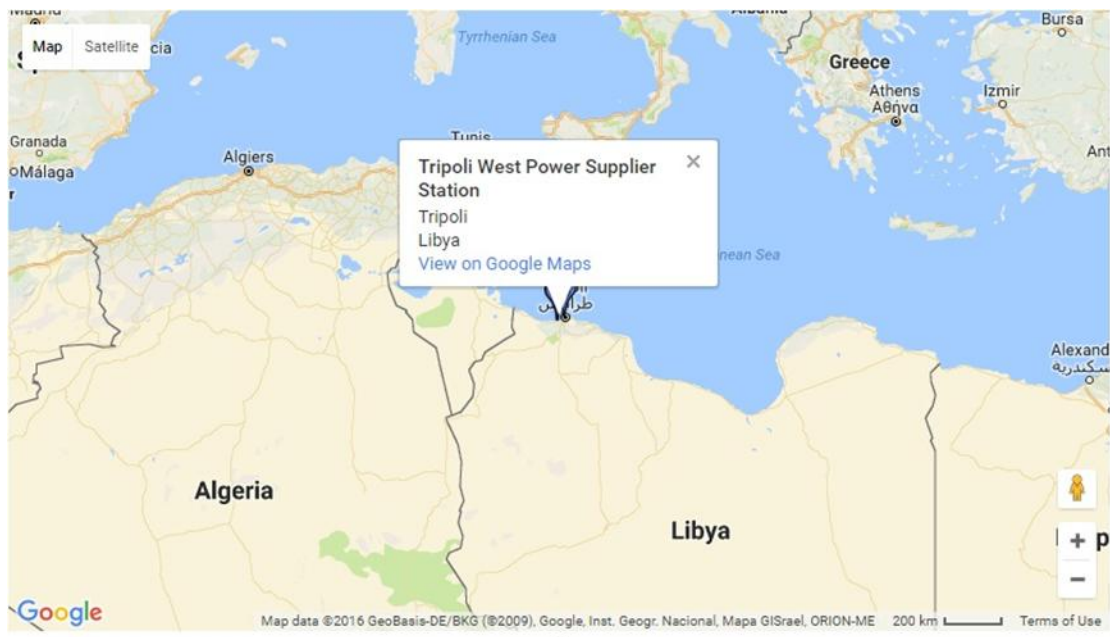 Map Satellite
Tyrrhenian Sea
Bursa
Greece
Athens
Αθήνα
Izmir
Granada
Málaga
Algiers
Tunis
Ant
Tripoli West Power Supplier
Station
Tripoli
Libya
View on Google Maps
nean Sea
Alexand
Algeria
Libya
Google
Map data ©2016 GeoBasis-DE/BKG (©2009), Google, Inst. Geogr. Nacional, Mapa GISrael, ORION-ME 200 km Terms of Use